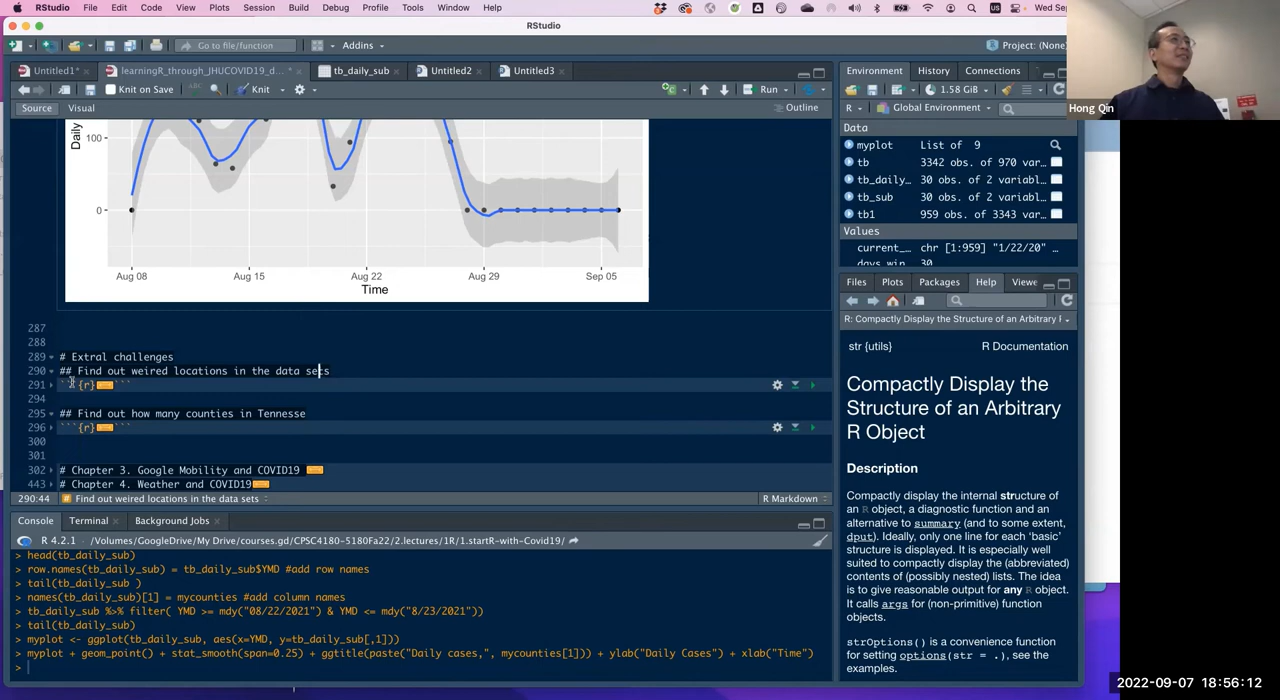 RStudio File Edit Code View Plots Session Build Debug Profile Tools Window Help
Wed Sep
RStudio
Go to file/function
Addins
Project: (None)
Untitled1*
learningR_through_JHUCOVID19_d...
tb_daily_sub
Untitled2
Untitled3
Knit on Save
Knit
Run
Source
Visual
Outline
Daily
100
0
Aug 08
Aug 15
Aug 22
Aug 29
Sep 05
Time
287
288
289 # Extral challenges
290 ## Find out weired locations in the data sets
291 ```{r} ```
294
295 ## Find out how many counties in Tennesse
296 ```{r} ```
300
301
302 # Chapter 3. Google Mobility and COVID19
443 # Chapter 4. Weather and COVID19
290:44 Find out weired locations in the data sets
R Markdown
Console Terminal Background Jobs
R 4.2.1 · /Volumes/GoogleDrive/My Drive/courses.gd/CPSC4180-5180Fa22/2.lectures/1R/1.startR-with-Covid19/
> head(tb_daily_sub)
> row.names(tb_daily_sub) = tb_daily_sub$YMD #add row names
> tail(tb_daily_sub )
> names(tb_daily_sub)[1] = mycounties #add column names
> tb_daily_sub %>% filter( YMD >= mdy("08/22/2021") & YMD <= mdy("8/23/2021"))
> tail(tb_daily_sub)
> myplot <- ggplot(tb_daily_sub, aes(x=YMD, y=tb_daily_sub[,1]))
> myplot + geom_point() + stat_smooth(span=0.25) + ggtitle(paste("Daily cases,", mycounties[1])) + ylab("Daily Cases") + xlab("Time")
>
Environment History Connections
1.58 GiB
R Global Environment
Data
myplot List of 9
tb 3342 obs. of 970 var...
tb_daily... 30 obs. of 2 variabl...
tb_sub 30 obs. of 2 variabl...
tb1 959 obs. of 3343 var...
Values
current_... chr [1:959] "1/22/20" ...
days_win 30
Files Plots Packages Help Viewe
R: Compactly Display the Structure of an Arbitrary
str {utils}
R Documentation
Compactly Display the
Structure of an Arbitrary
R Object
Description
Compactly display the internal structure of
an R object, a diagnostic function and an
alternative to summary (and to some extent,
dput). Ideally, only one line for each 'basic'
structure is displayed. It is especially well
suited to compactly display the (abbreviated)
contents of (possibly nested) lists. The idea
is to give reasonable output for any R object.
It calls args for (non-primitive) function
objects.
strOptions() is a convenience function
for setting options(str = .), see the
examples.
Hong Qin
2022-09-07 18:56:12